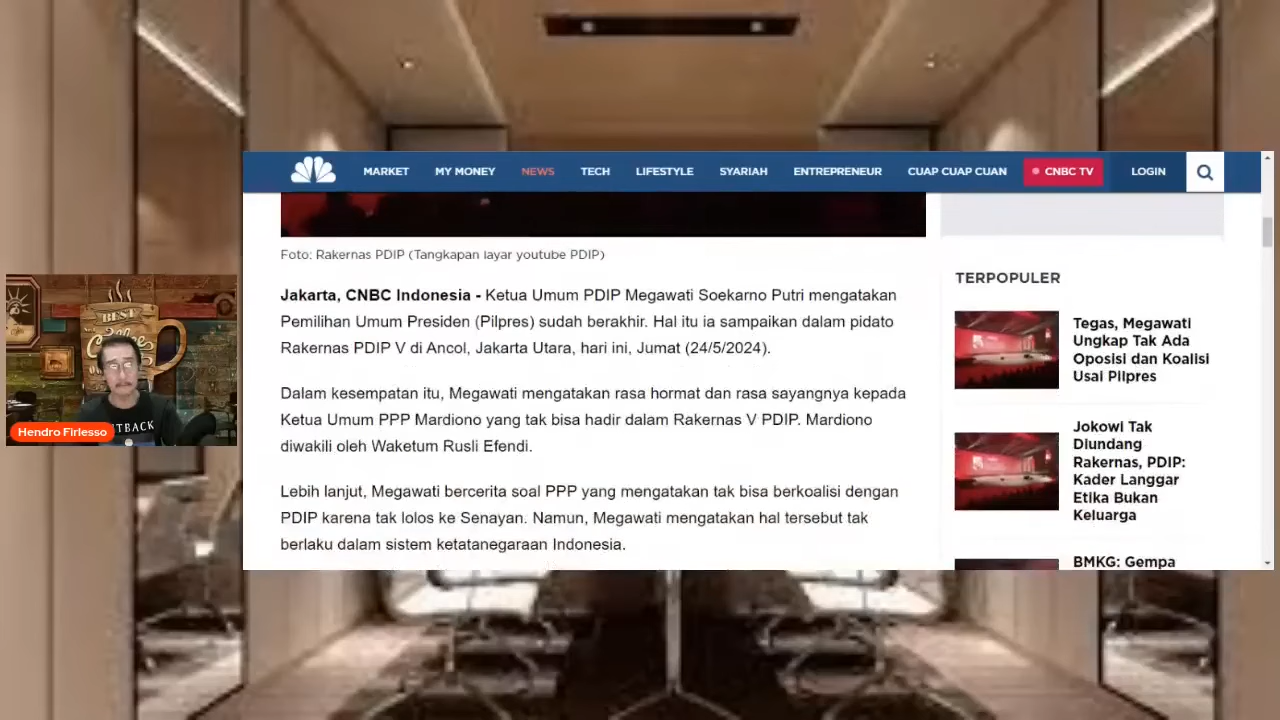 MARKET MY MONEY NEWS TECH LIFESTYLE SYARIAH ENTREPRENEUR CUAP CUAP CUAN CNBC TV LOGIN
Foto: Rakernas PDIP (Tangkapan layar youtube PDIP)
Jakarta, CNBC Indonesia - Ketua Umum PDIP Megawati Soekarno Putri mengatakan
Pemilihan Umum Presiden (Pilpres) sudah berakhir. Hal itu ia sampaikan dalam pidato
Rakernas PDIP V di Ancol, Jakarta Utara, hari ini, Jumat (24/5/2024).
Dalam kesempatan itu, Megawati mengatakan rasa hormat dan rasa sayangnya kepada
Ketua Umum PPP Mardiono yang tak bisa hadir dalam Rakernas V PDIP. Mardiono
diwakili oleh Waketum Rusli Efendi.
Lebih lanjut, Megawati bercerita soal PPP yang mengatakan tak bisa berkoalisi dengan
PDIP karena tak lolos ke Senayan. Namun, Megawati mengatakan hal tersebut tak
berlaku dalam sistem ketatanegaraan Indonesia.
TERPOPULER
Tegas, Megawati
Ungkap Tak Ada
Oposisi dan Koalisi
Usai Pilpres
Jokowi Tak
Diundang
Rakernas, PDIP:
Kader Langgar
Etika Bukan
Keluarga
BMKG: Gempa
BEST
Hendro Firlesso